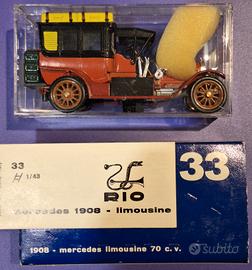 33
H 1/43
RIO
mercedes 1908 - limousine
33
1908 - mercedes limousine 70 c. v.
subito